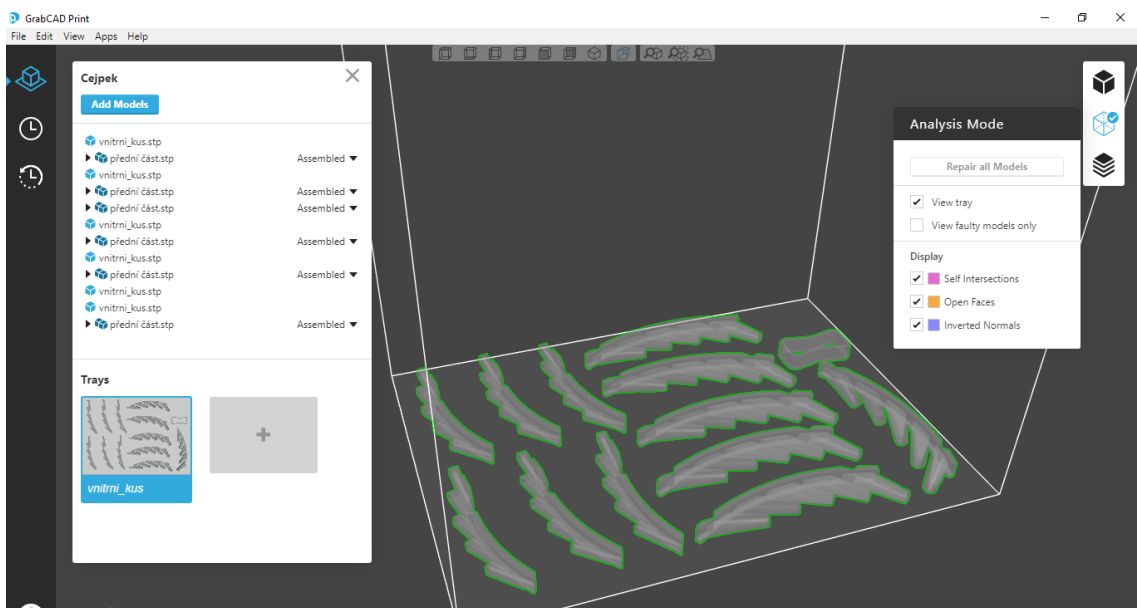 GrabCAD Print
File Edit View Apps Help
Cejpek
Add Models
vnitrni_kus.stp
přední část.stp Assembled
vnitrni_kus.stp
přední část.stp Assembled
přední část.stp Assembled
vnitrni_kus.stp
přední část.stp Assembled
vnitrni_kus.stp
přední část.stp Assembled
vnitrni_kus.stp
vnitrni_kus.stp
přední část.stp Assembled
Trays
vnitrni_kus
Analysis Mode
Repair all Models
View tray
View faulty models only
Display
Self Intersections
Open Faces
Inverted Normals